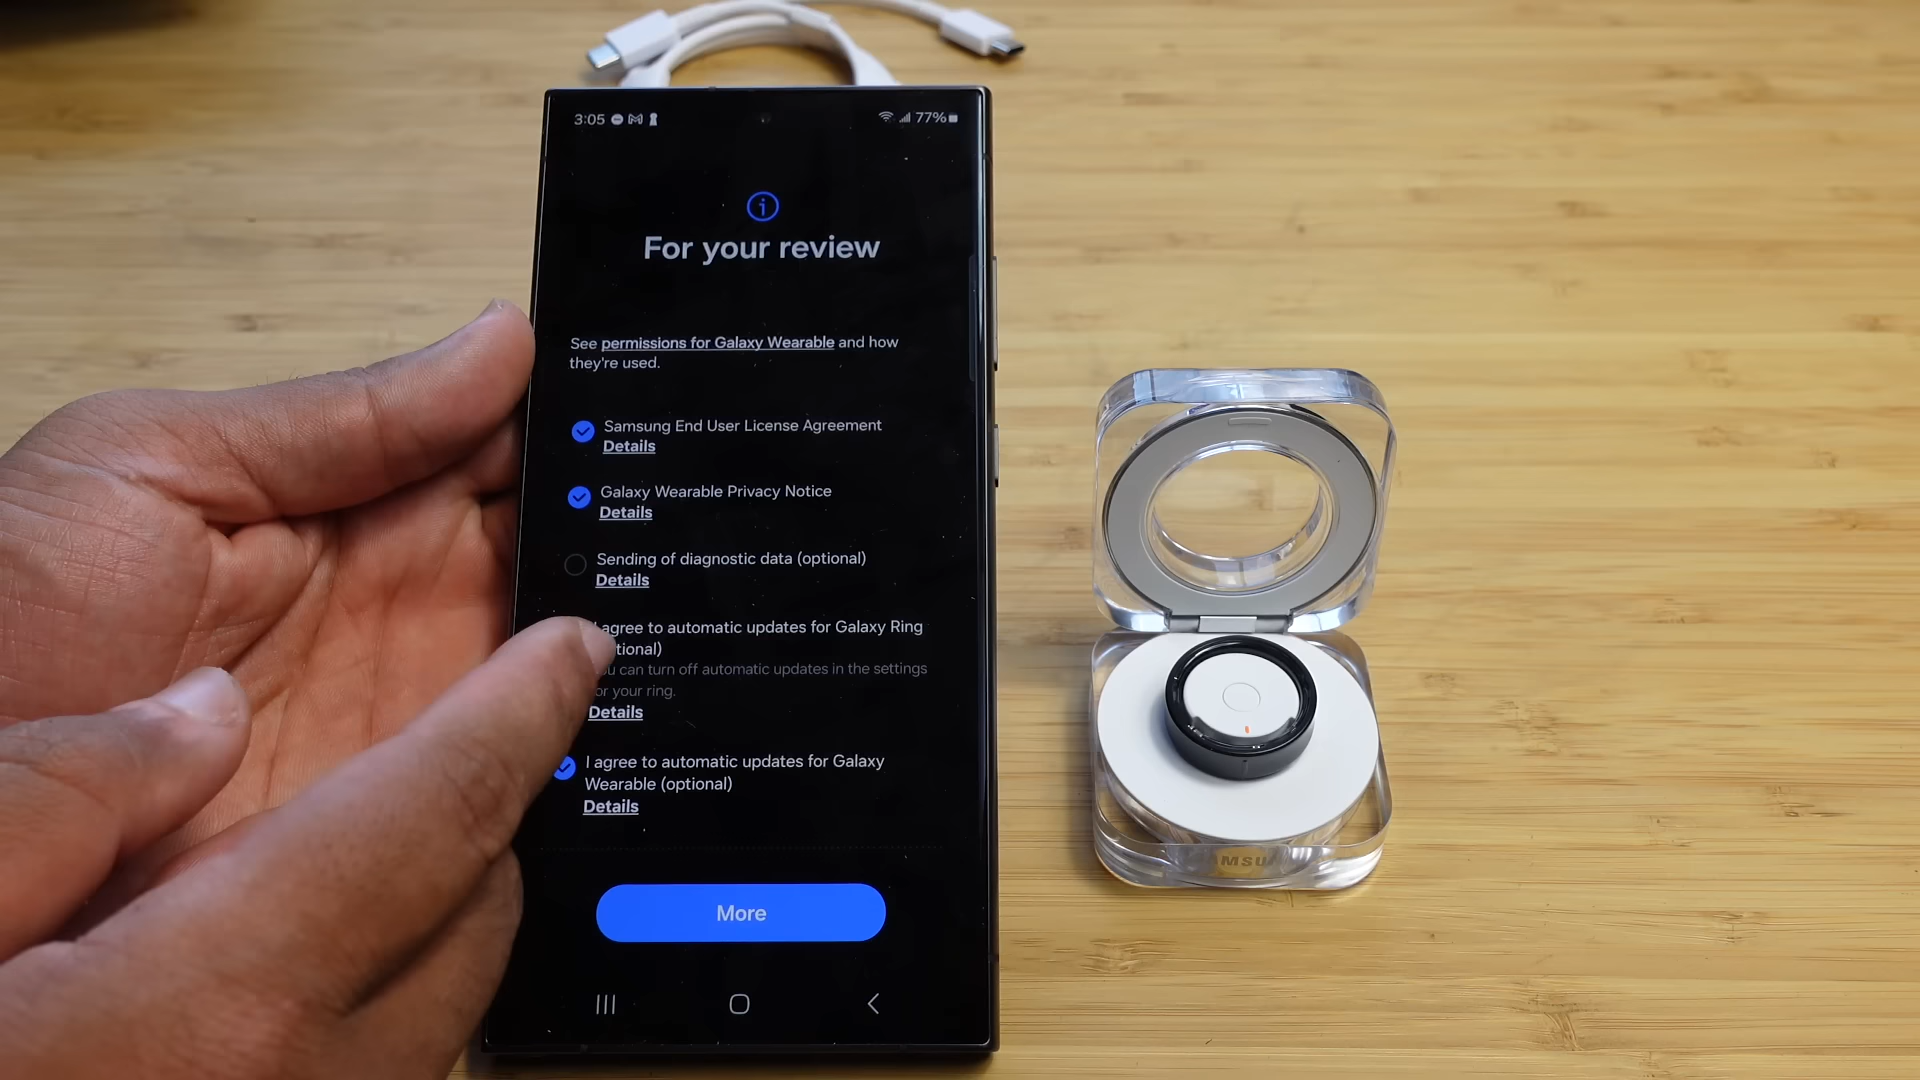 3:05
77%
For your review
See permissions for Galaxy Wearable and how
they're used.
Samsung End User License Agreement
Details
Galaxy Wearable Privacy Notice
Details
Sending of diagnostic data (optional)
Details
agree to automatic updates for Galaxy Ring
tional)
can turn off automatic updates in the settings
or your ring.
Details
I agree to automatic updates for Galaxy
Wearable (optional)
Details
More
AMSU